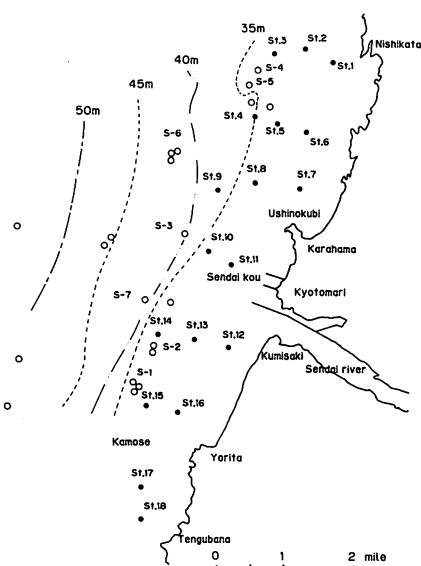 35m
St.3
St.2
Nishikata
S-4
St.1
40m
S-5
45m
50m
St.4
St.5
S-6
St.6
St.9
St.8
St.7
Ushinokubi
S-3
Karahama
St.10
St.11
Sendai kou
Kyotomari
S-7
St.14
St.13
St.12
S-2
Kumisaki
Sendai river
S-1
St.15
St.16
Kamose
Yorita
St.17
St.18
Tengubana
0 1 2 mile